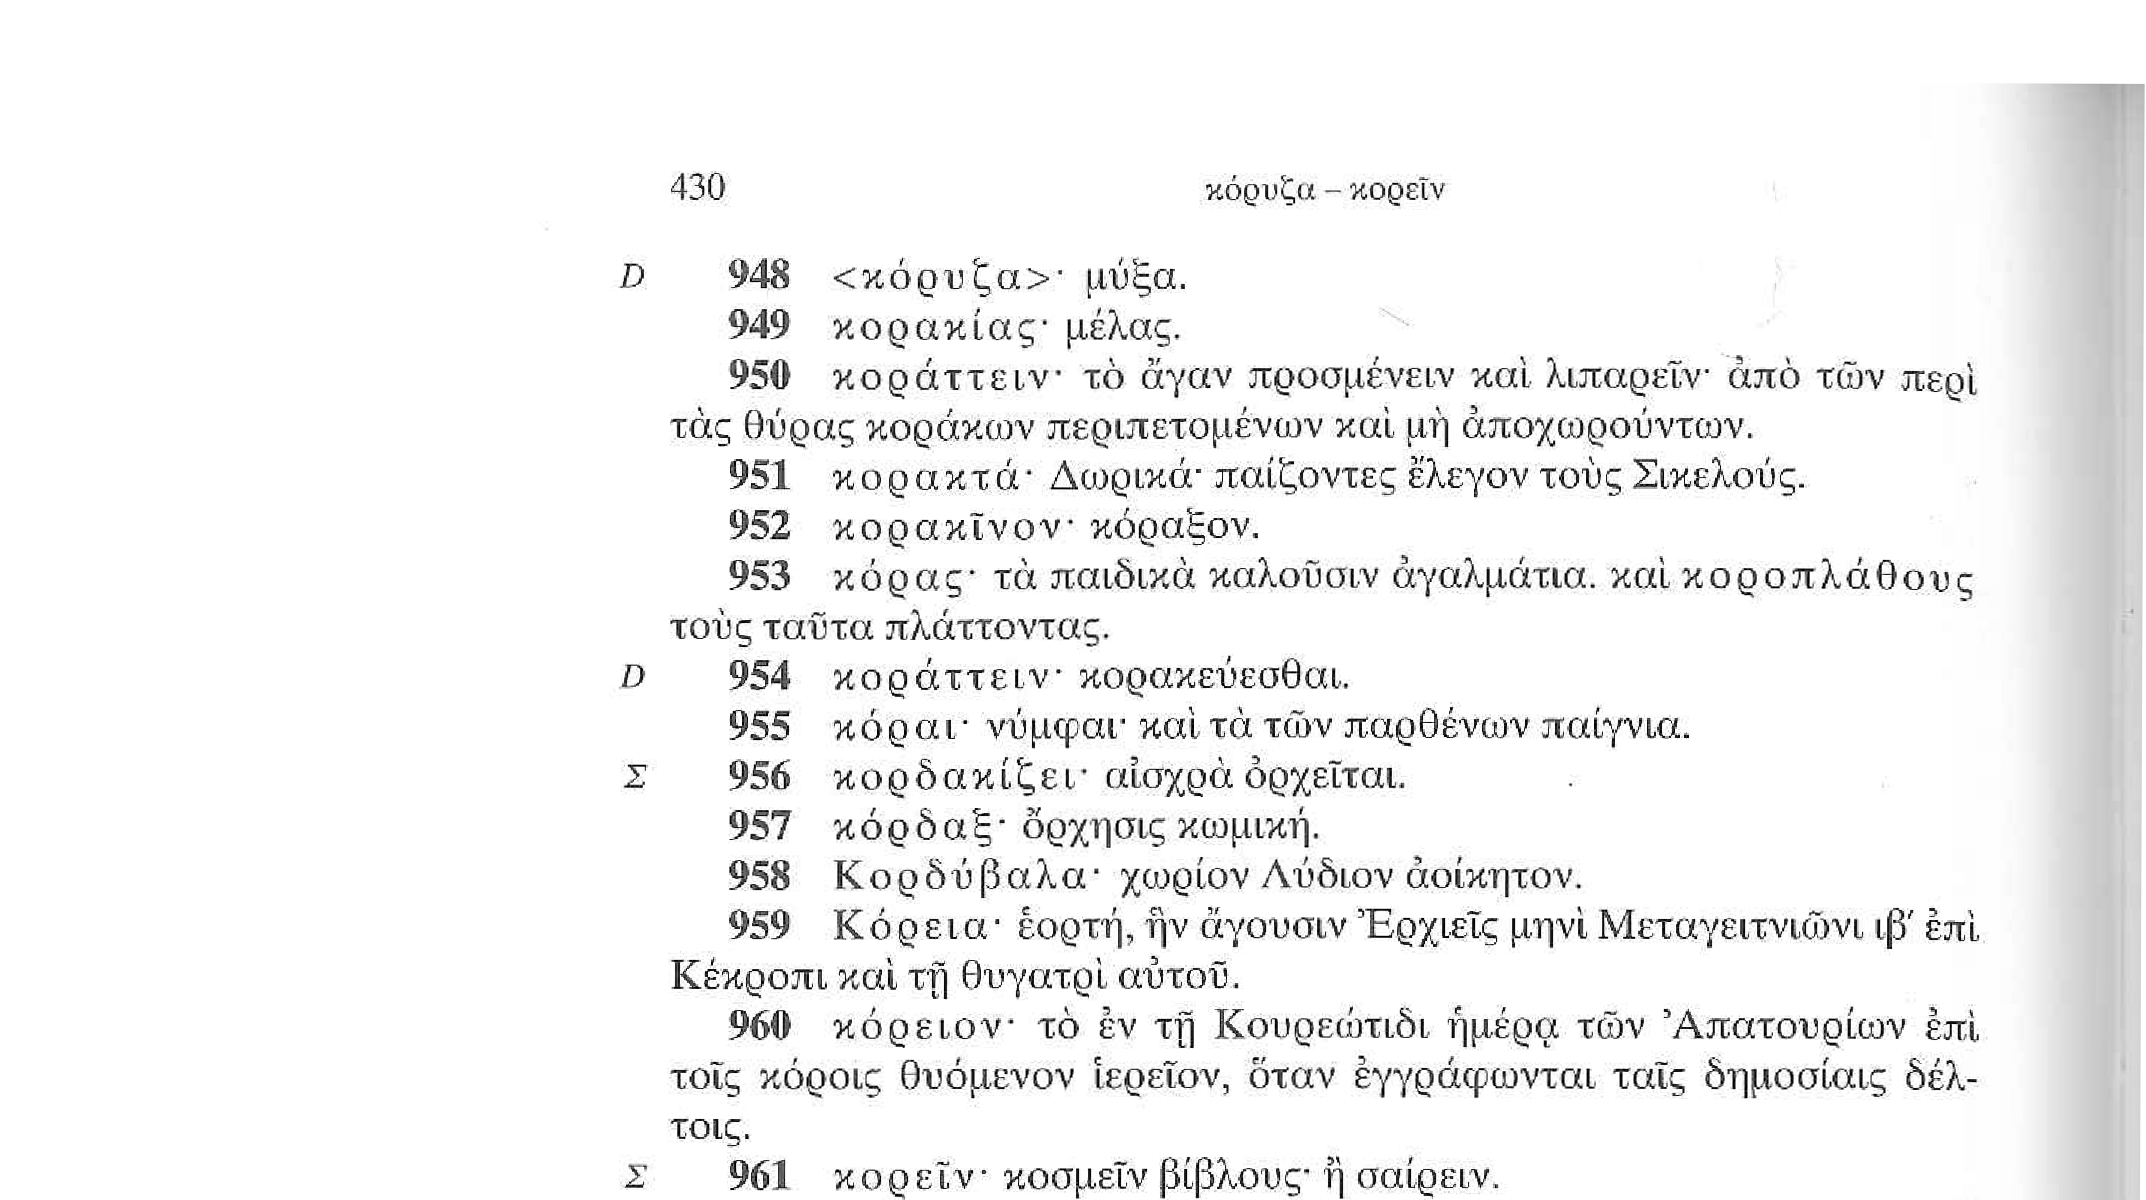 430 κόρυζα – κορεῖν
D 948 <κόρυζα>· μύξα.
949 κορακίας· μέλας.
950 κοράττειν· τὸ ἄγαν προσμένειν καὶ λιπαρεῖν· ἀπὸ τῶν περὶ
τὰς θύρας κοράκων περιπετομένων καὶ μὴ ἀποχωρούντων.
951 κορακτά· Δωρικά· παίζοντες ἔλεγον τοὺς Σικελούς.
952 κορακῖνον· κόραξον.
953 κόρας· τὰ παιδικὰ καλοῦσιν ἀγαλμάτια. καὶ κοροπλάθους
τοὺς ταῦτα πλάττοντας.
D 954 κοράττειν· κορακεύεσθαι.
955 κόραι· νύμφαι· καὶ τὰ τῶν παρθένων παίγνια.
Σ 956 κορδακίζει· αἰσχρὰ ὀρχεῖται.
957 κόρδαξ· ὄρχησις κωμική.
958 Κορδύβαλα· χωρίον Λύδιον ἀοίκητον.
959 Κόρεια· ἑορτή, ἣν ἄγουσιν Ἐρχιεῖς μηνὶ Μεταγειτνιῶνι ιβ′ ἐπὶ
Κέκροπι καὶ τῇ θυγατρὶ αὐτοῦ.
960 κόρειον· τὸ ἐν τῇ Κουρεώτιδι ἡμέρᾳ τῶν Ἀπατουρίων ἐπὶ
τοῖς κόροις θυόμενον ἱερεῖον, ὅταν ἐγγράφωνται ταῖς δημοσίαις δέλ-
τοις.
Σ 961 κορεῖν· κοσμεῖν βίβλους· ἢ σαίρειν.